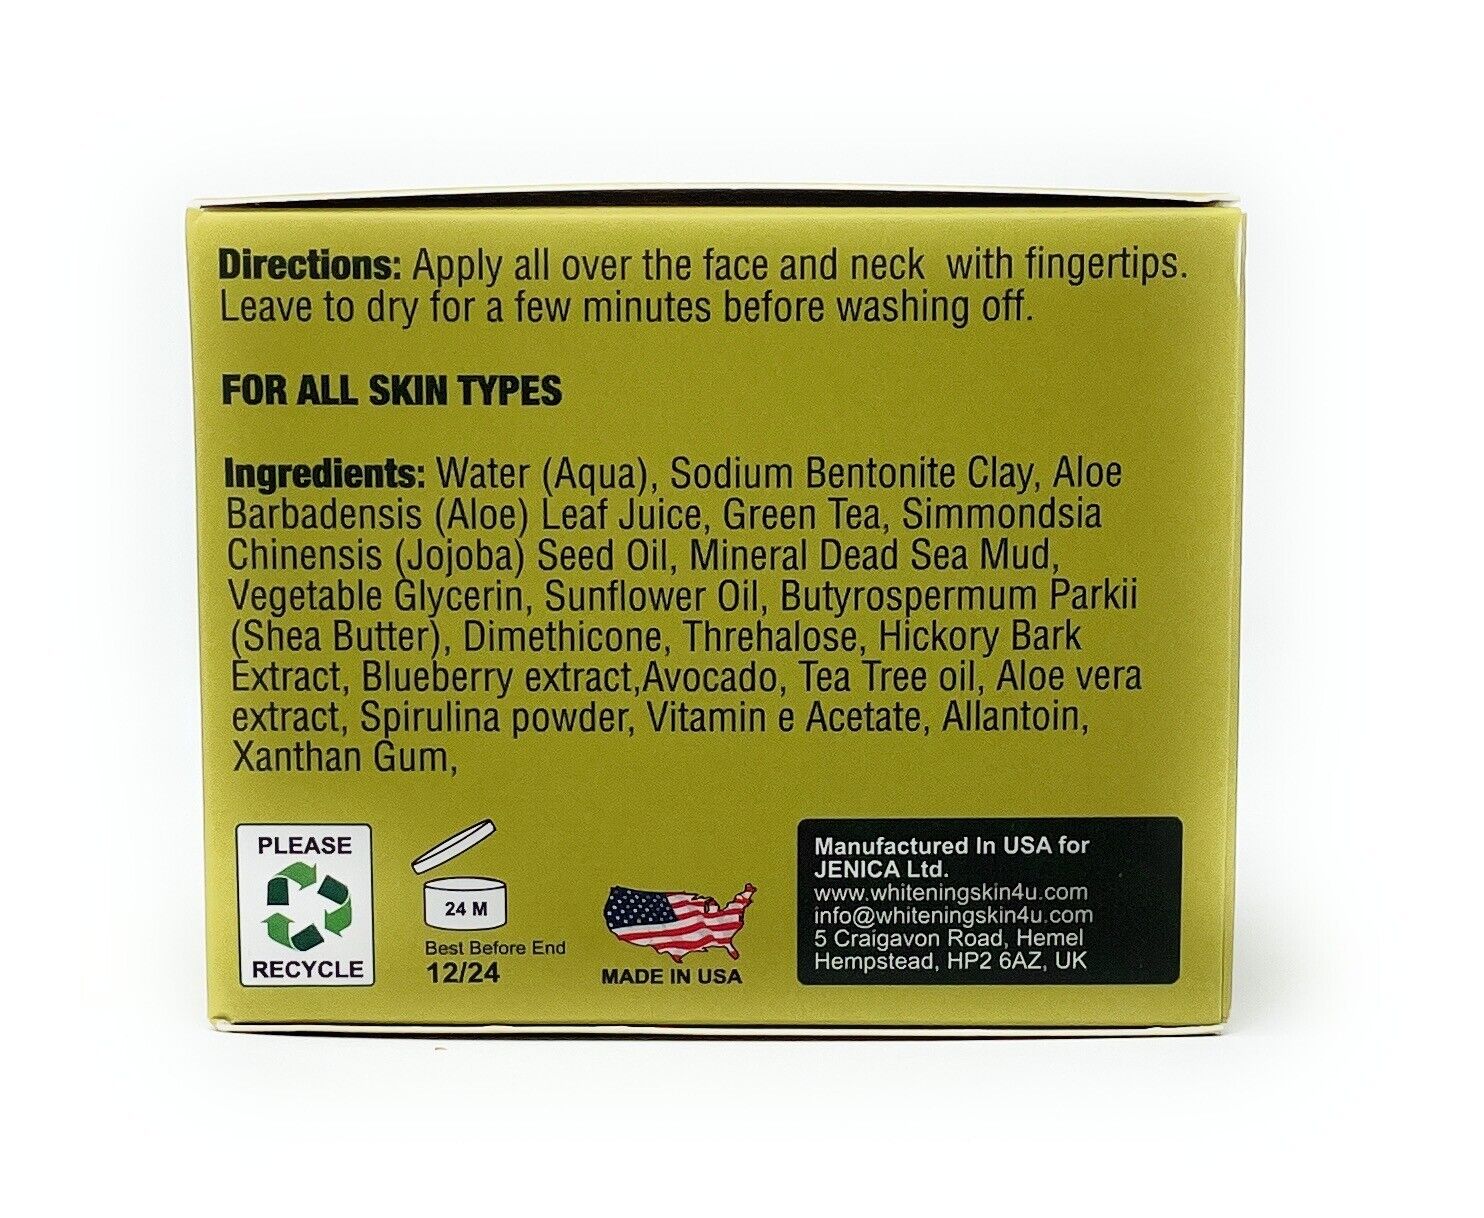 Directions: Apply all over the face and neck with fingertips.
Leave to dry for a few minutes before washing off.
FOR ALL SKIN TYPES
Ingredients: Water (Aqua), Sodium Bentonite Clay, Aloe
Barbadensis (Aloe) Leaf Juice, Green Tea, Simmondsia
Chinensis (Jojoba) Seed Oil, Mineral Dead Sea Mud,
Vegetable Glycerin, Sunflower Oil, Butyrospermum Parkii
(Shea Butter), Dimethicone, Threhalose, Hickory Bark
Extract, Blueberry extract,Avocado, Tea Tree oil, Aloe vera
extract, Spirulina powder, Vitamin e Acetate, Allantoin,
Xanthan Gum,
PLEASE
RECYCLE
24 M
Best Before End
12/24
MADE IN USA
Manufactured In USA for
JENICA Ltd.
www.whiteningskin4u.com
info@whiteningskin4u.com
5 Craigavon Road, Hemel
Hempstead, HP2 6AZ, UK